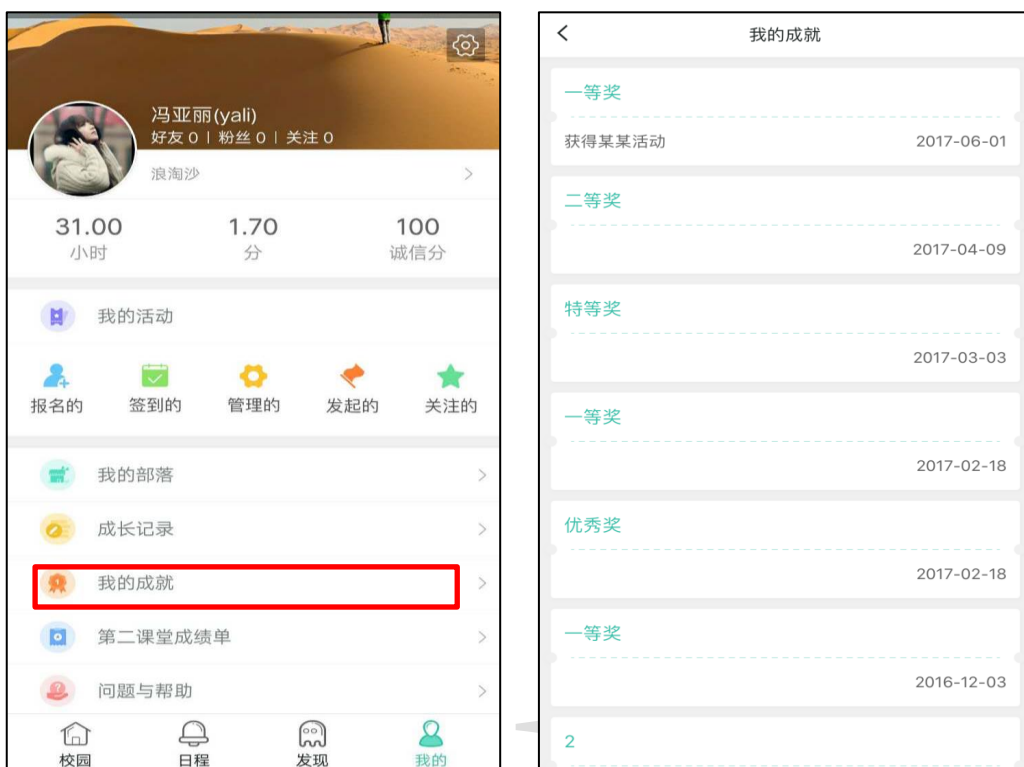 冯亚丽(yali)
好友 0 | 粉丝 0 | 关注 0
浪淘沙
31.00 1.70 100
小时 分 诚信分
我的活动
报名的 签到的 管理的 发起的 关注的
我的部落
成长记录
我的成就
第二课堂成绩单
问题与帮助
校园 日程 发现 我的
我的成就
一等奖
获得某某活动 2017-06-01
二等奖
2017-04-09
特等奖
2017-03-03
一等奖
2017-02-18
优秀奖
2017-02-18
一等奖
2016-12-03
2